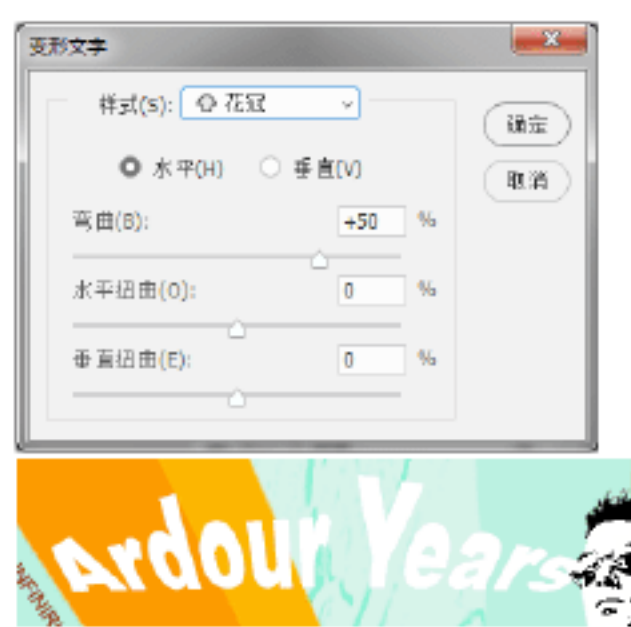 变形文字
样式(S): 花冠
确定
水平(H) 垂直(V)
取消
弯曲(B): +50 %
水平扭曲(O): 0 %
垂直扭曲(E): 0 %
Ardour Years